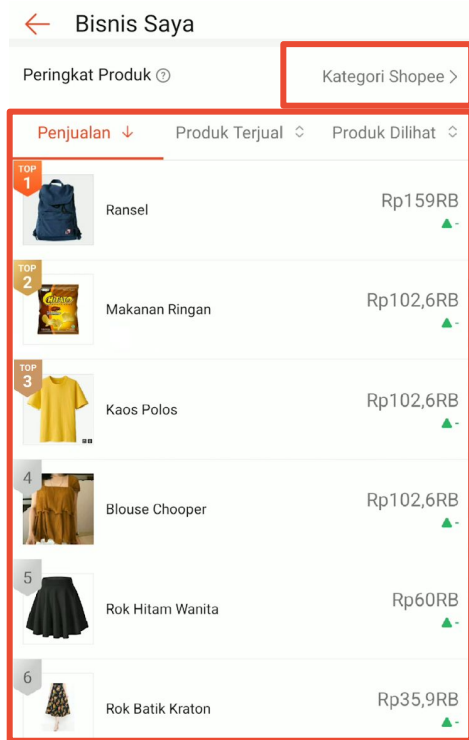 Bisnis Saya
Peringkat Produk ?
Kategori Shopee >
Penjualan ↓ Produk Terjual Produk Dilihat
TOP
1
Ransel
Rp159RB
-
TOP
2
Makanan Ringan
Rp102,6RB
-
TOP
3
Kaos Polos
Rp102,6RB
-
4
Blouse Chooper
Rp102,6RB
-
5
Rok Hitam Wanita
Rp60RB
-
6
Rok Batik Kraton
Rp35,9RB
-